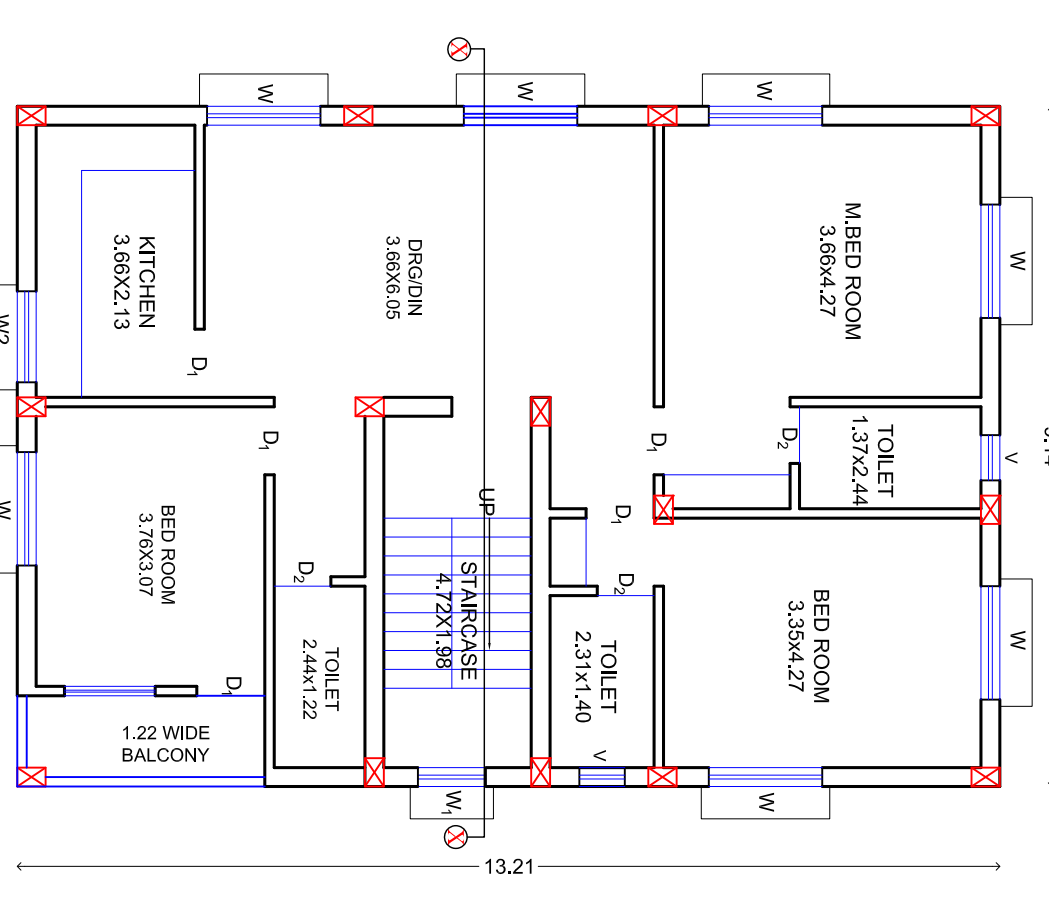 W
W
W
M.BED ROOM
3.66x4.27
KITCHEN
3.66X2.13
DRG/DIN
3.66X6.05
W
W2
D1
D1
D1
D2
TOILET
1.37x2.44
V
UP
W
BED ROOM
3.76X3.07
D1
D2
D2
STAIRCASE
4.72X1.98
BED ROOM
3.35x4.27
W
TOILET
2.44x1.22
TOILET
2.31x1.40
D1
1.22 WIDE
BALCONY
V
W1
W
13.21